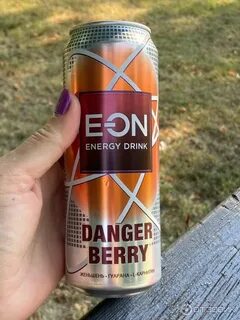 E-ON
ENERGY DRINK
DANGER
BERRY
ЖЕНЬШЕНЬ • ГУАРАНА • L-КАРНИТИН